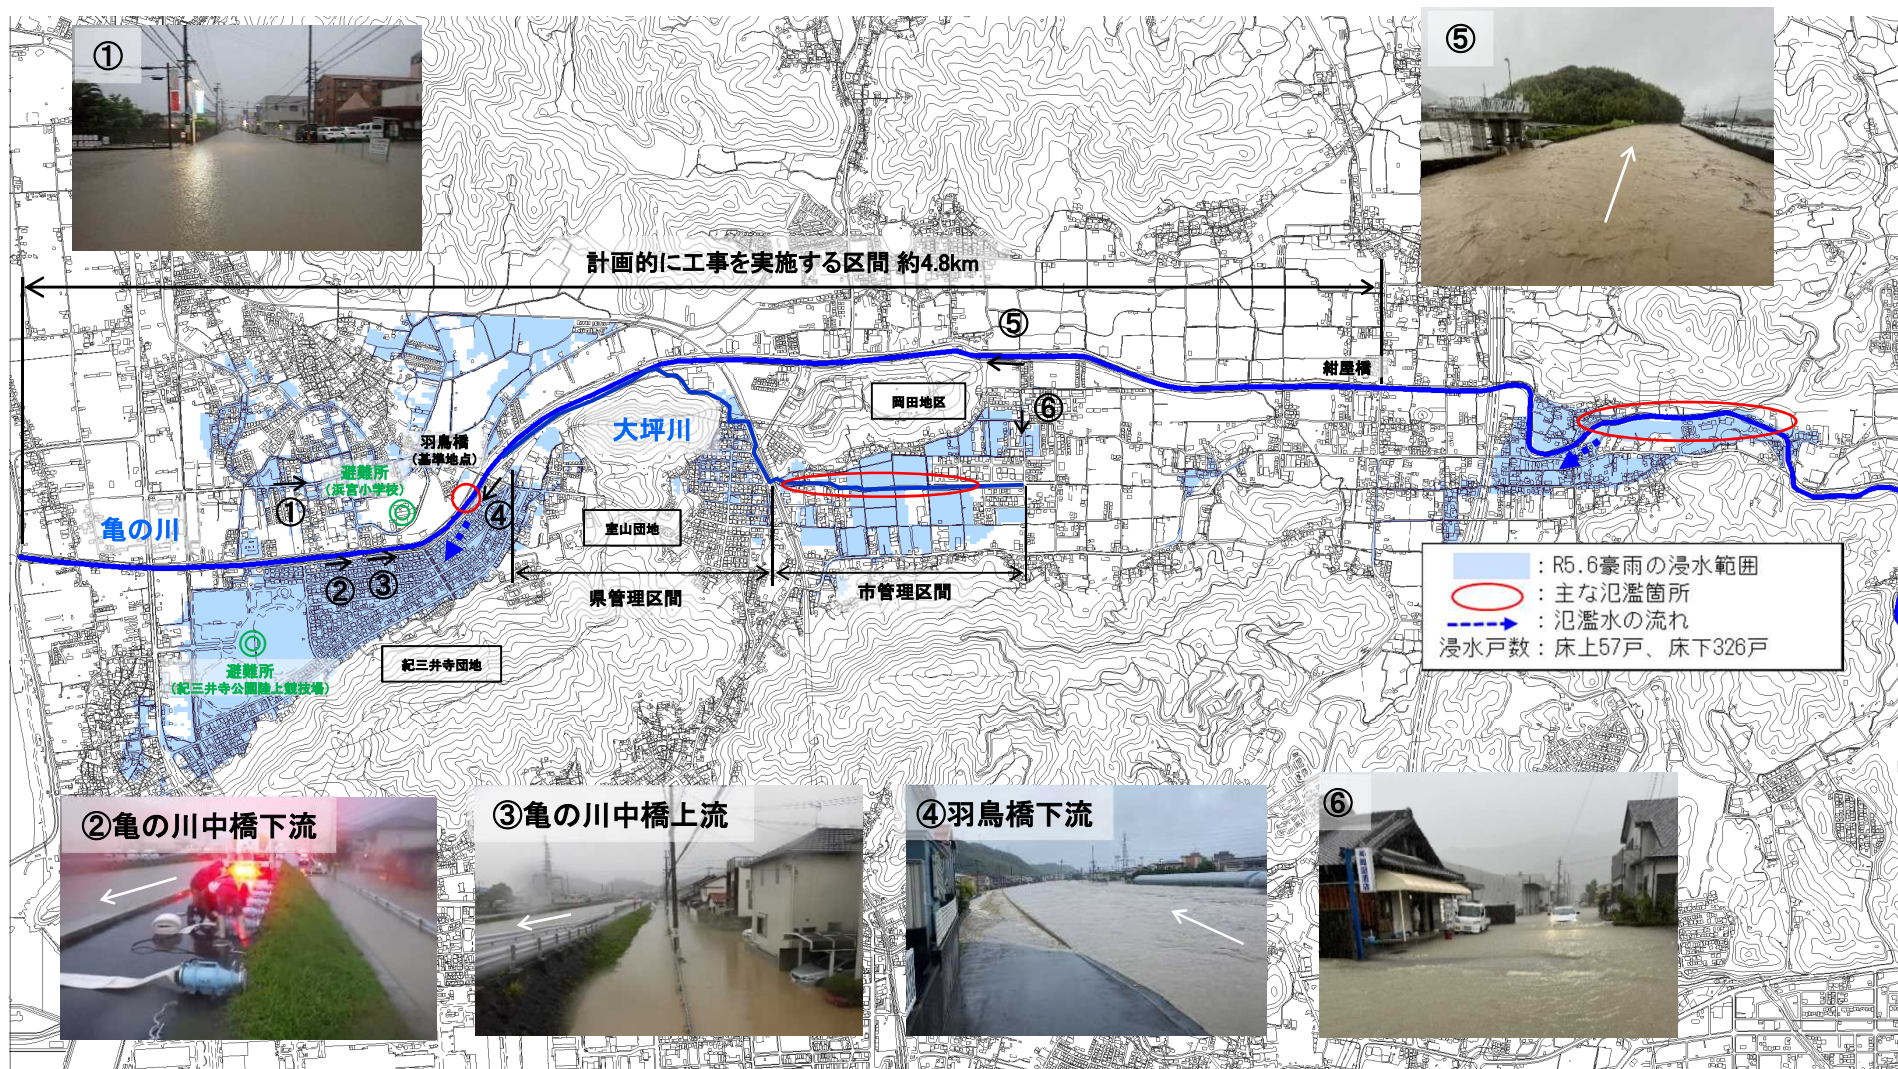 ①
⑤
計画的に工事を実施する区間 約4.8km
⑤
紺屋橋
岡田地区
⑥
大坪川
羽鳥橋
(基準地点)
避難所
(浜宮小学校)
①
④
亀の川
室山団地
②
③
県管理区間
市管理区間
避難所
(紀三井寺公園陸上競技場)
紀三井寺団地
:R5.6豪雨の浸水範囲
:主な氾濫箇所
:氾濫水の流れ
浸水戸数:床上57戸、床下326戸
②亀の川中橋下流
③亀の川中橋上流
④羽鳥橋下流
⑥